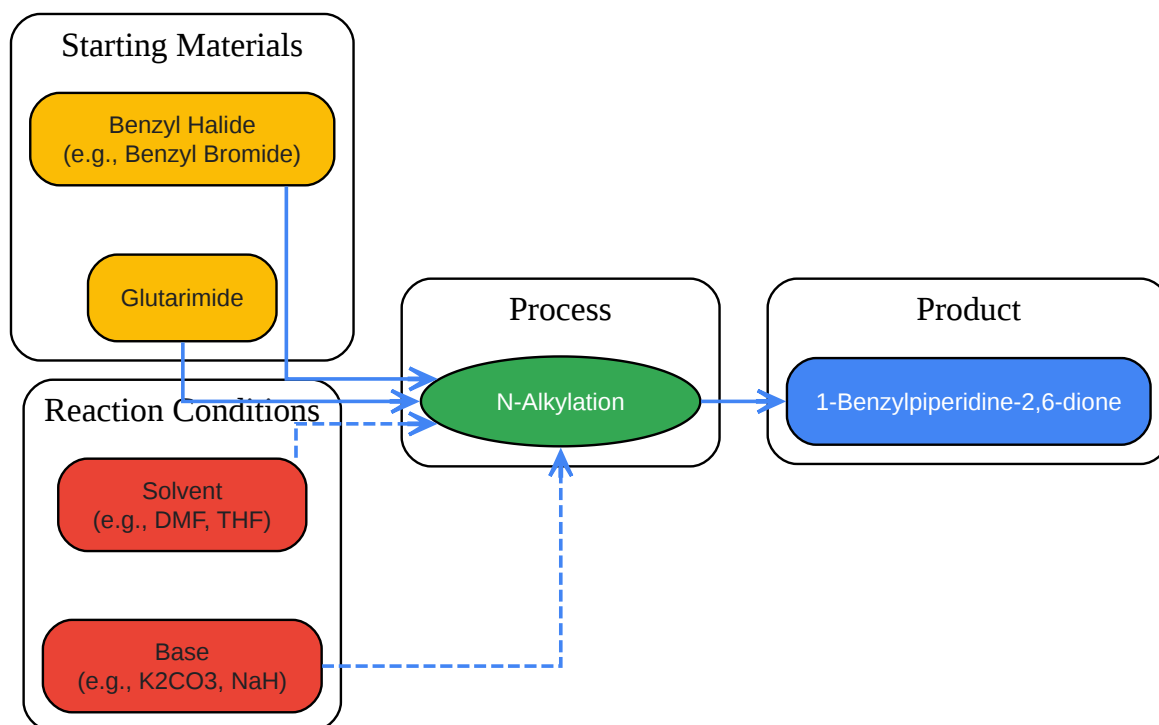 Starting Materials
Benzyl Halide
(e.g., Benzyl Bromide)
Glutarimide
Reaction Conditions
Solvent
(e.g., DMF, THF)
Base
(e.g., K2CO3, NaH)
Process
N-Alkylation
Product
1-Benzylpiperidine-2,6-dione